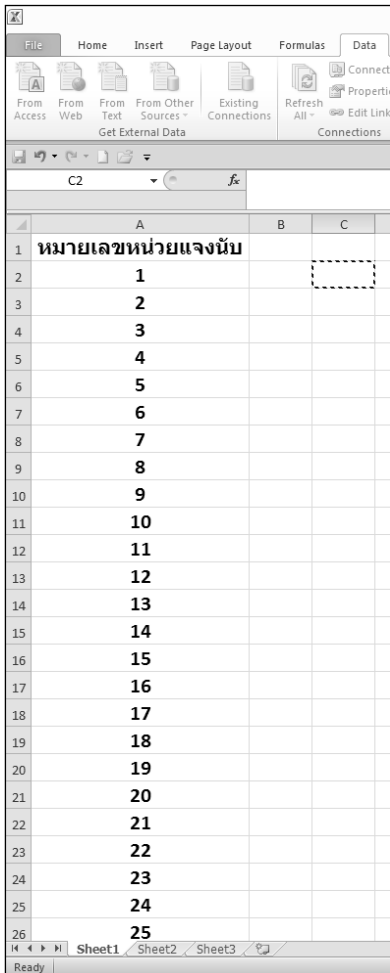 File Home Insert Page Layout Formulas Data
From Access From Web From Text From Other Sources Existing Connections Refresh All Connect
Properti
Edit Link
Get External Data Connections
C2 fx
A B C
1 หมายเลขหน่วยแจงนับ
2 1
3 2
4 3
5 4
6 5
7 6
8 7
9 8
10 9
11 10
12 11
13 12
14 13
15 14
16 15
17 16
18 17
19 18
20 19
21 20
22 21
23 22
24 23
25 24
26 25
Sheet1 Sheet2 Sheet3
Ready